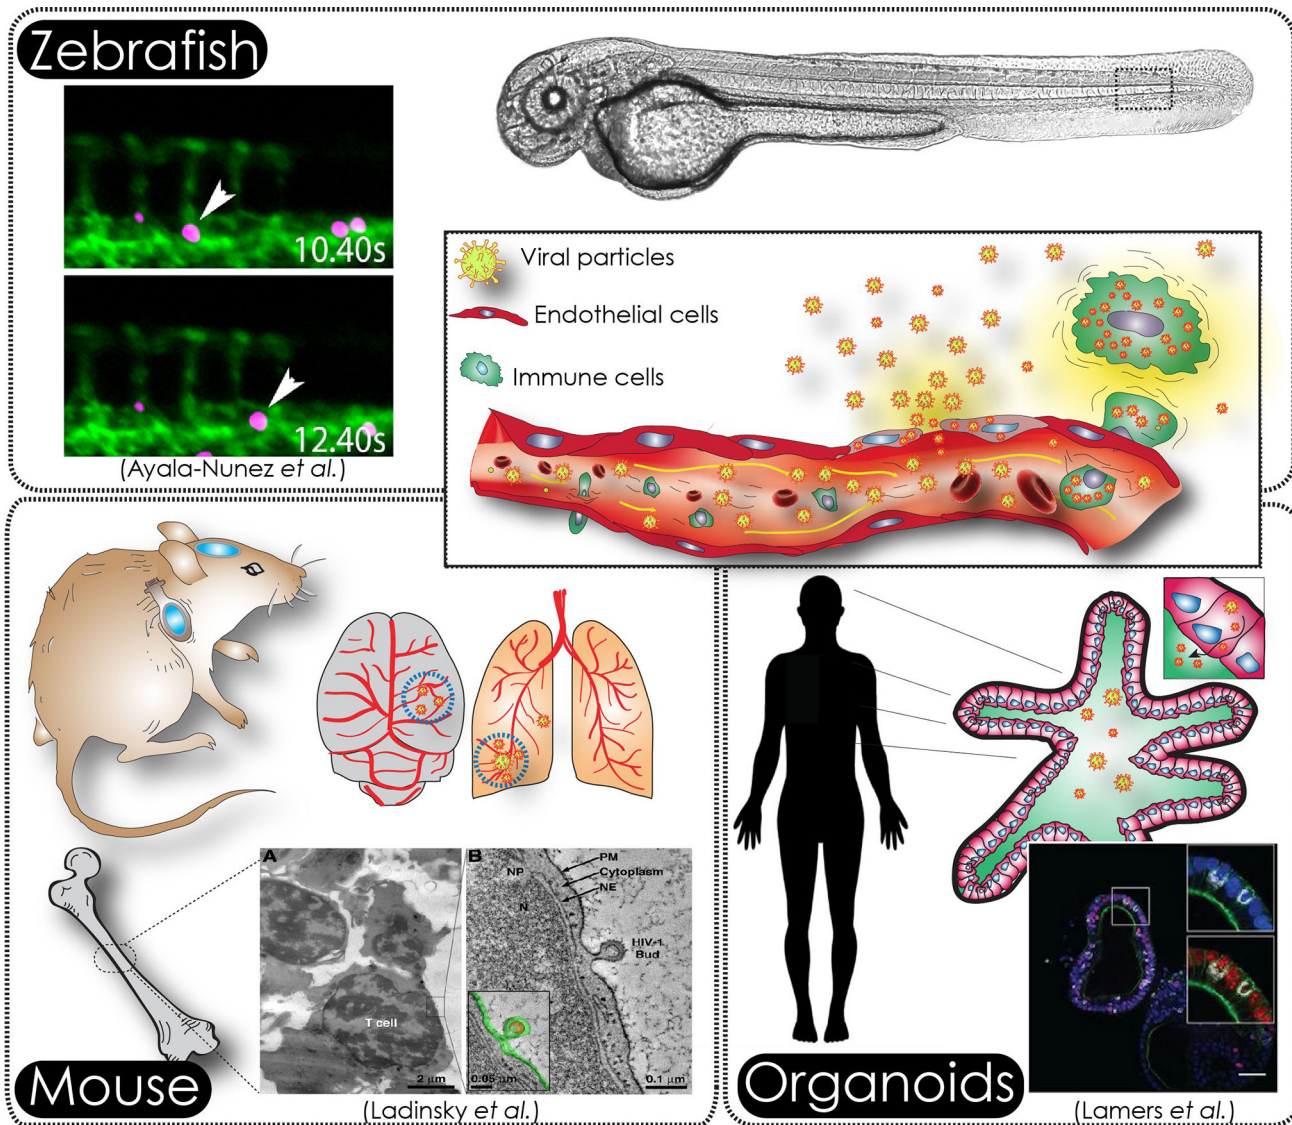 Zebrafish
10.40s
12.40s
(Ayala-Nunez et al.)
Viral particles
Endothelial cells
Immune cells
Mouse
A
T cell
2 μm
B
NP
N
PM
Cytoplasm
NE
HIV-1
Bud
0.05 μm
0.1 μm
(Ladinsky et al.)
Organoids
(Lamers et al.)